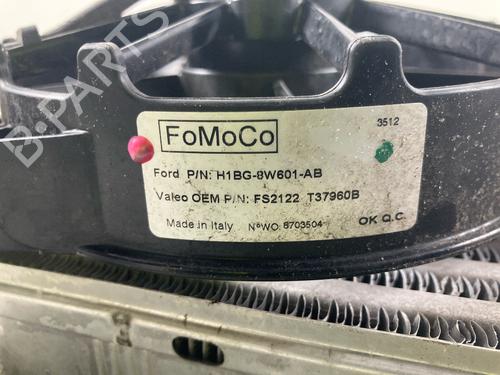 B-PARTS
3512
FoMoCo
Ford P/N: H1BG-8W601-AB
Valeo OEM P/N: FS2122 T37960B
Made in Italy N°WO: 8703504 OK Q.C.